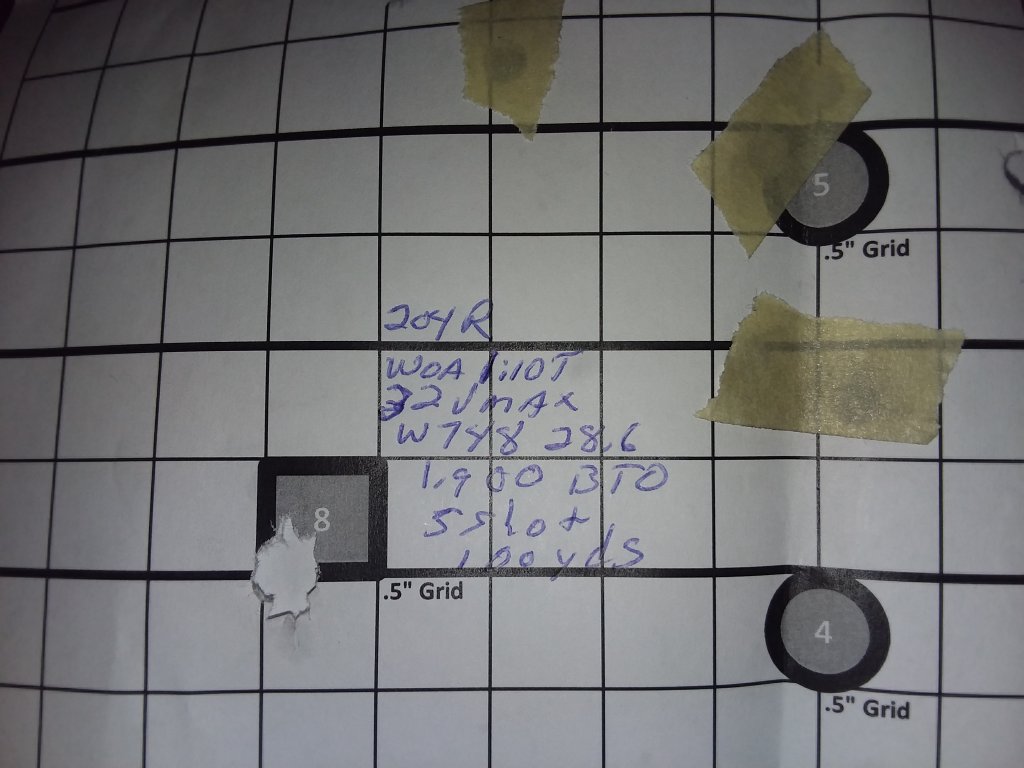 5
.5" Grid
204 R
WOA 1:10T
32 VMAX
W748 28.6
1.900 BTO
8
5 Shot
100 yds
.5" Grid
4
.5" Grid